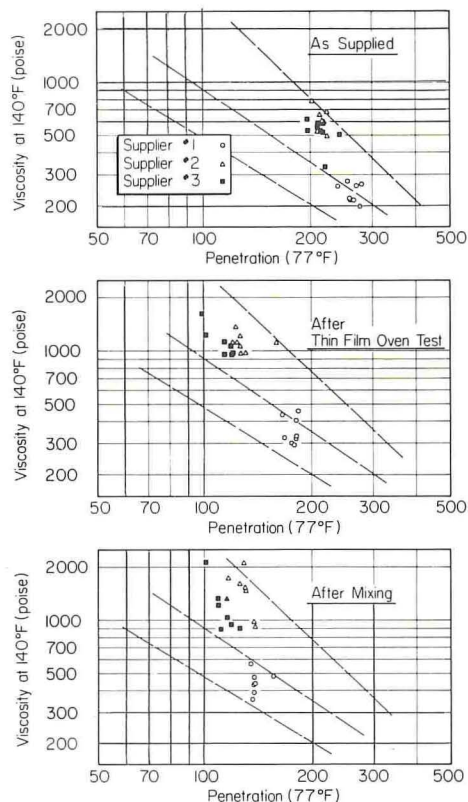 As Supplied
Viscosity at 140°F (poise)
2000
1000
700
500
300
200
Supplier #1 ○
Supplier #2 △
Supplier #3 ■
50 70 100 200 300 500
Penetration (77°F)
After
Thin Film Oven Test
Viscosity at 140°F (poise)
2000
1000
700
500
300
200
50 70 100 200 300 500
Penetration (77°F)
After Mixing
Viscosity at 140°F (poise)
2000
1000
700
500
300
200
50 70 100 200 300 500
Penetration (77°F)